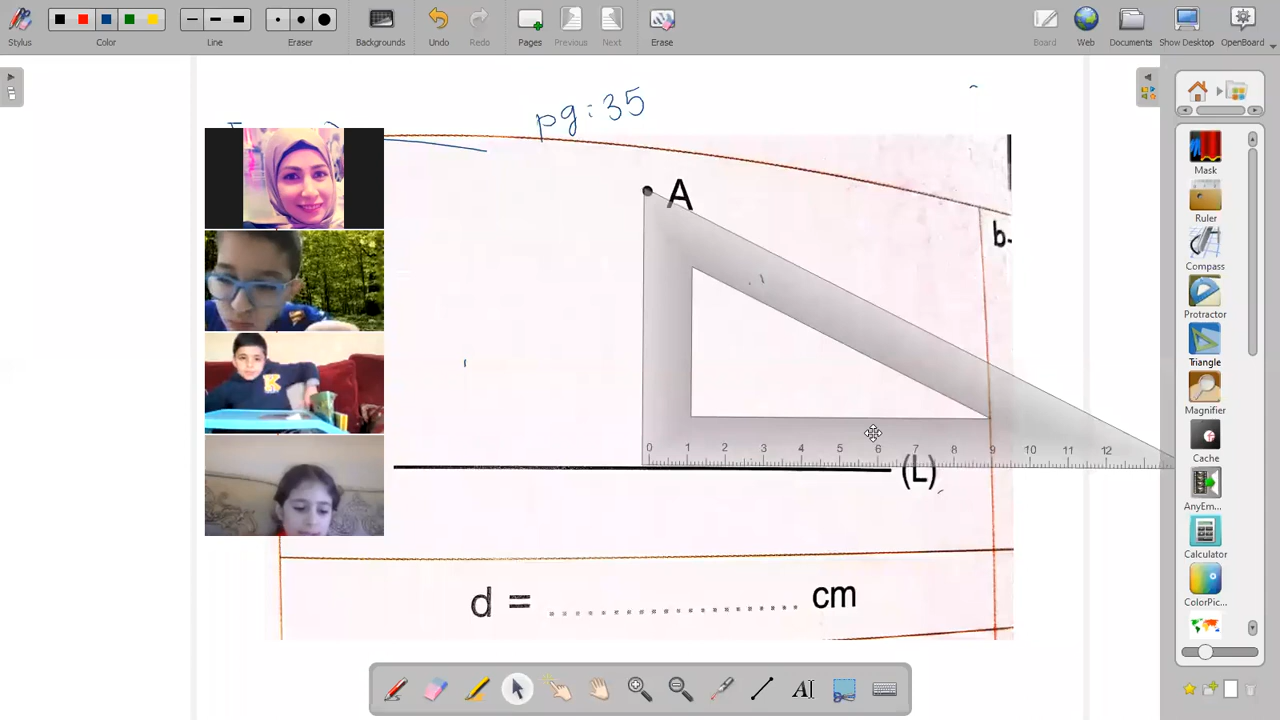 Stylus Color Line Eraser Backgrounds Undo Redo Pages Previous Next Erase Board Web Documents Show Desktop OpenBoard
pg: 35
A
b-
0 1 2 3 4 5 6 7 8 9 10 11 12
(L)
d = .................... cm
Mask
Ruler
Compass
Protractor
Triangle
Magnifier
Cache
AnyEm...
Calculator
ColorPic...